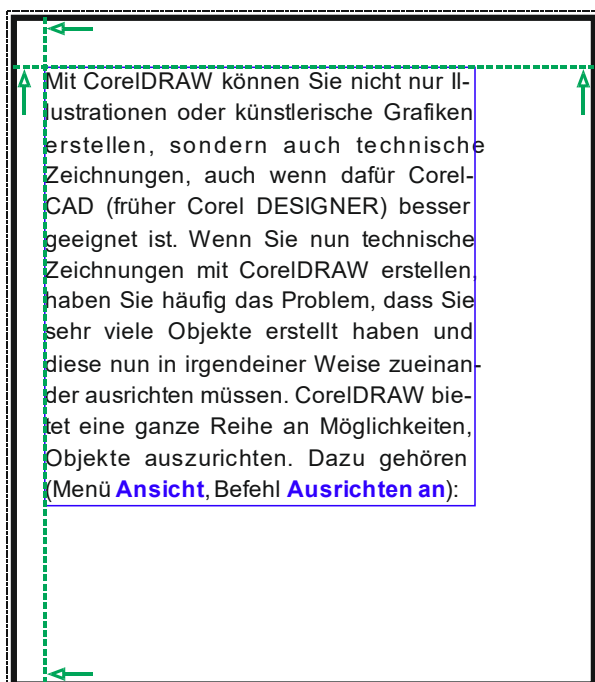 Mit CorelDRAW können Sie nicht nur Il-
lustrationen oder künstlerische Grafiken
erstellen, sondern auch technische
Zeichnungen, auch wenn dafür Corel-
CAD (früher Corel DESIGNER) besser
geeignet ist. Wenn Sie nun technische
Zeichnungen mit CorelDRAW erstellen,
haben Sie häufig das Problem, dass Sie
sehr viele Objekte erstellt haben und
diese nun in irgendeiner Weise zueinan-
der ausrichten müssen. CorelDRAW bie-
tet eine ganze Reihe an Möglichkeiten,
Objekte auszurichten. Dazu gehören
(Menü Ansicht, Befehl Ausrichten an):